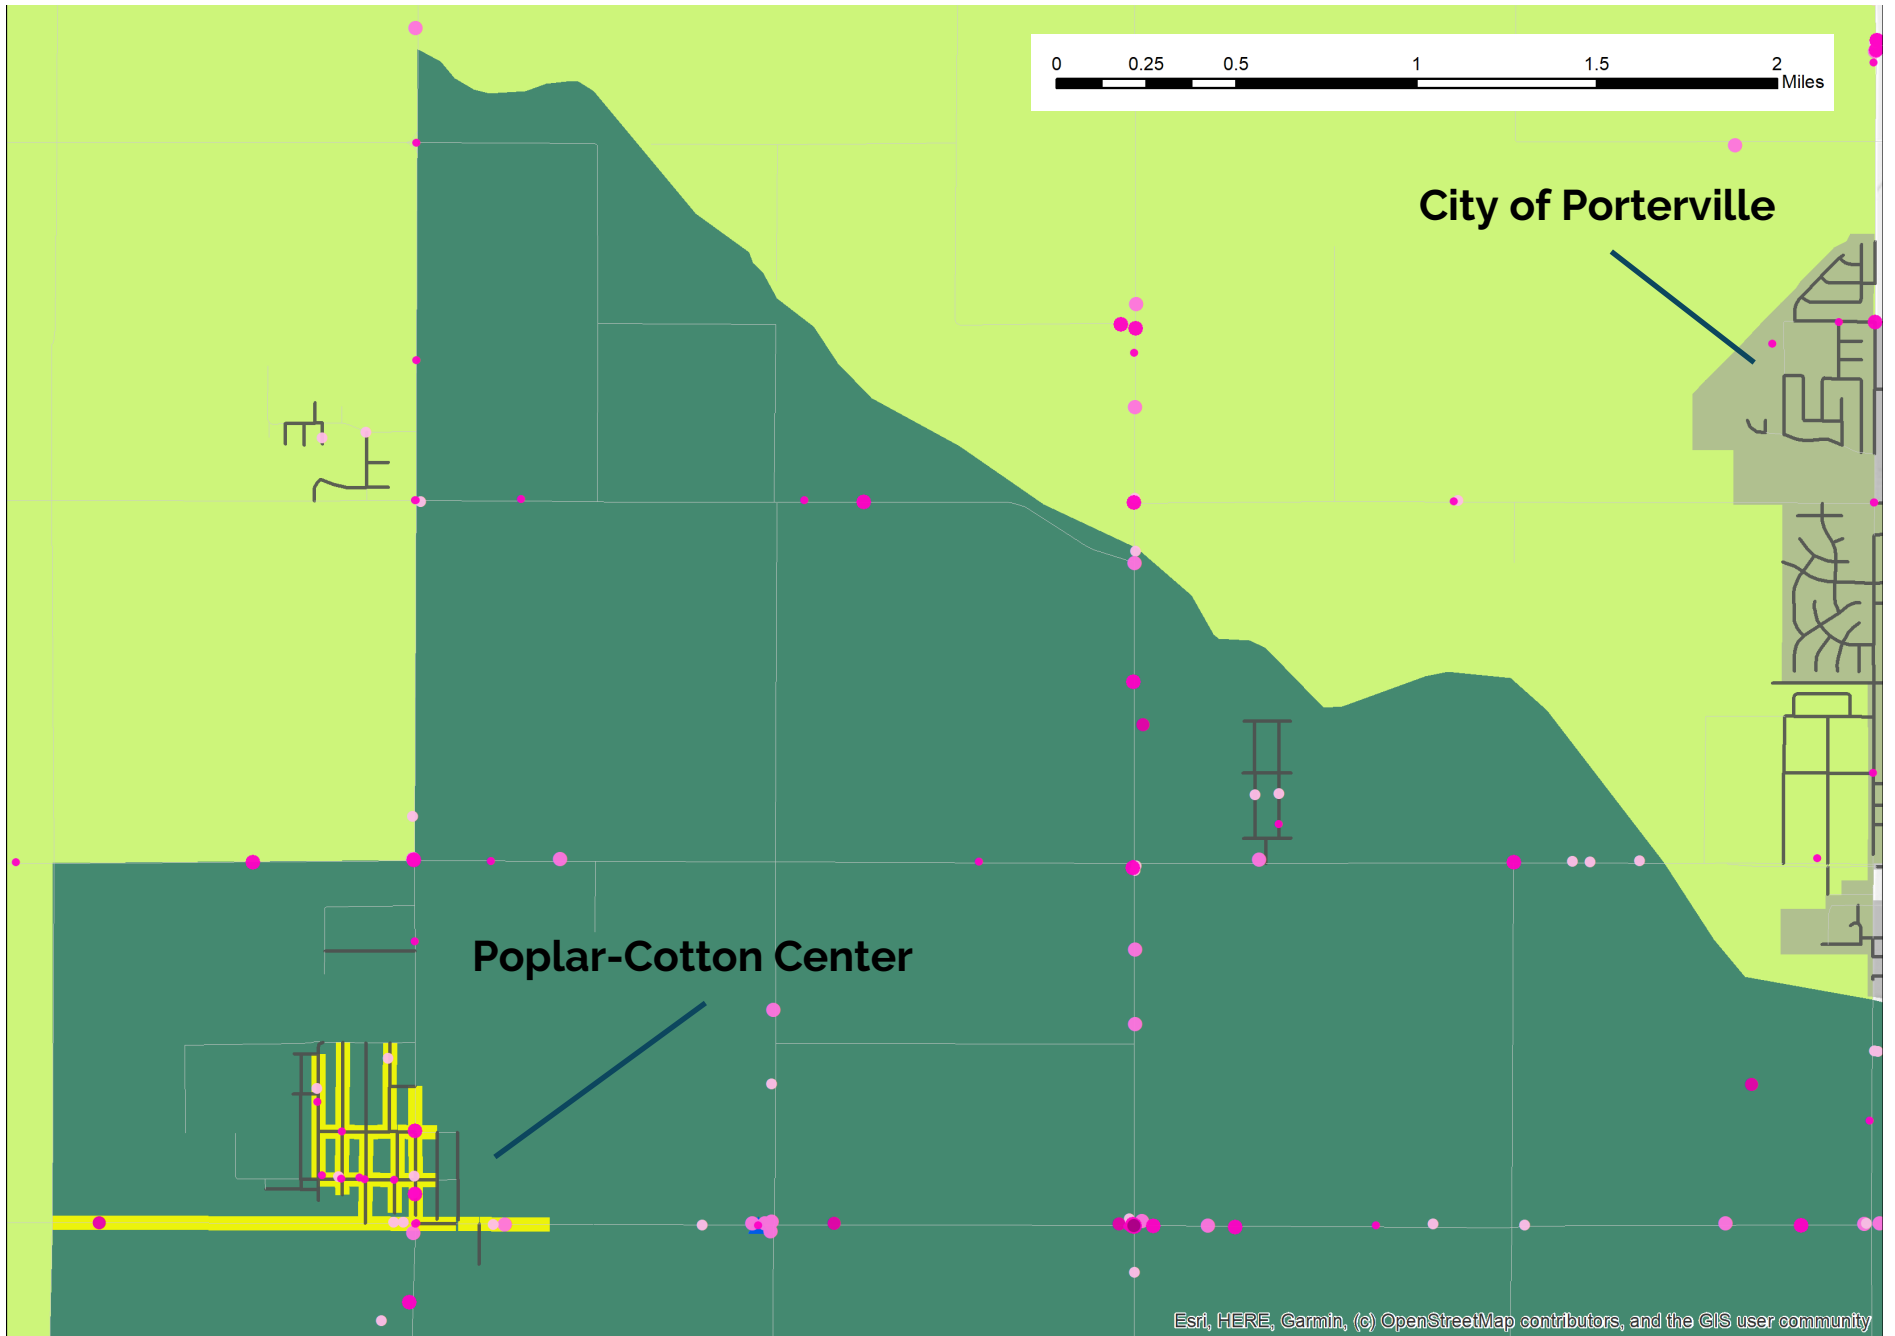 0 0.25 0.5 1 1.5 2
Miles
City of Porterville
Poplar-Cotton Center
Esri, HERE, Garmin, (c) OpenStreetMap contributors, and the GIS user community